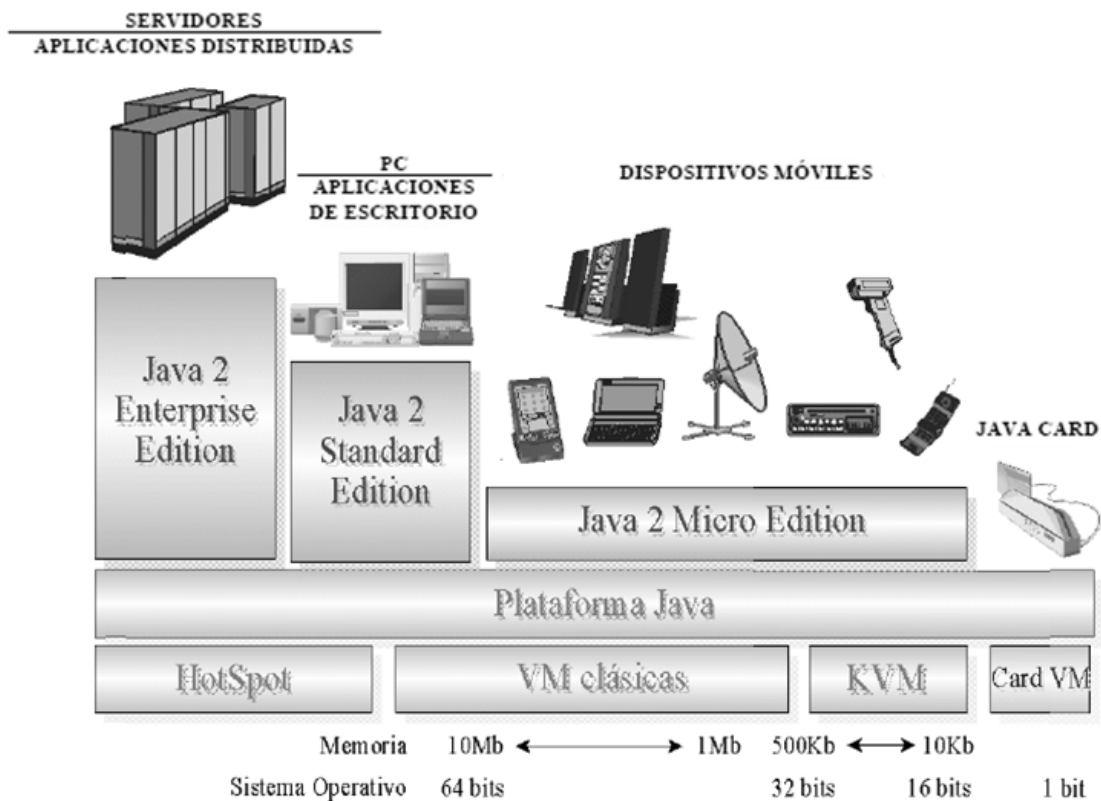 SERVIDORES
APLICACIONES DISTRIBUIDAS
PC
APLICACIONES
DE ESCRITORIO
DISPOSITIVOS MÓVILES
JAVA CARD
Java 2
Enterprise
Edition
Java 2
Standard
Edition
Java 2 Micro Edition
Plataforma Java
HotSpot
VM clásicas
KVM
Card VM
Memoria 10Mb 1Mb 500Kb 10Kb
Sistema Operativo 64 bits 32 bits 16 bits 1 bit